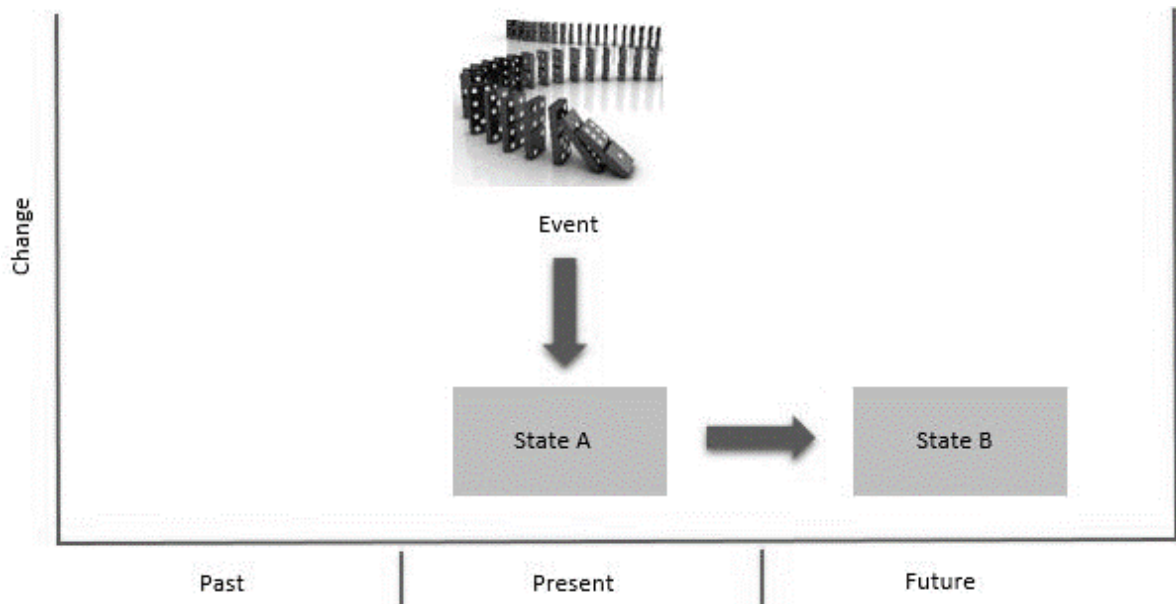 Change
Event
State A
State B
Past
Present
Future